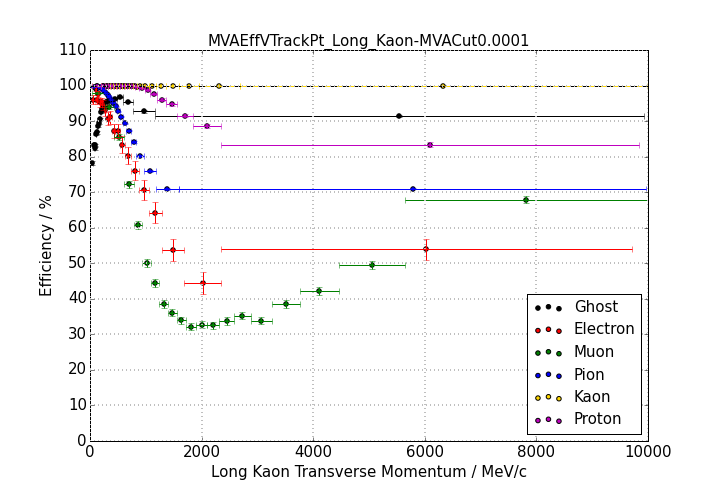 MVAEffVTrackPt_Long_Kaon-MVACut0.0001
110
100
90
80
70
60
50
40
30
20
10
0
Efficiency / %
0 2000 4000 6000 8000 10000
Long Kaon Transverse Momentum / MeV/c
Ghost
Electron
Muon
Pion
Kaon
Proton